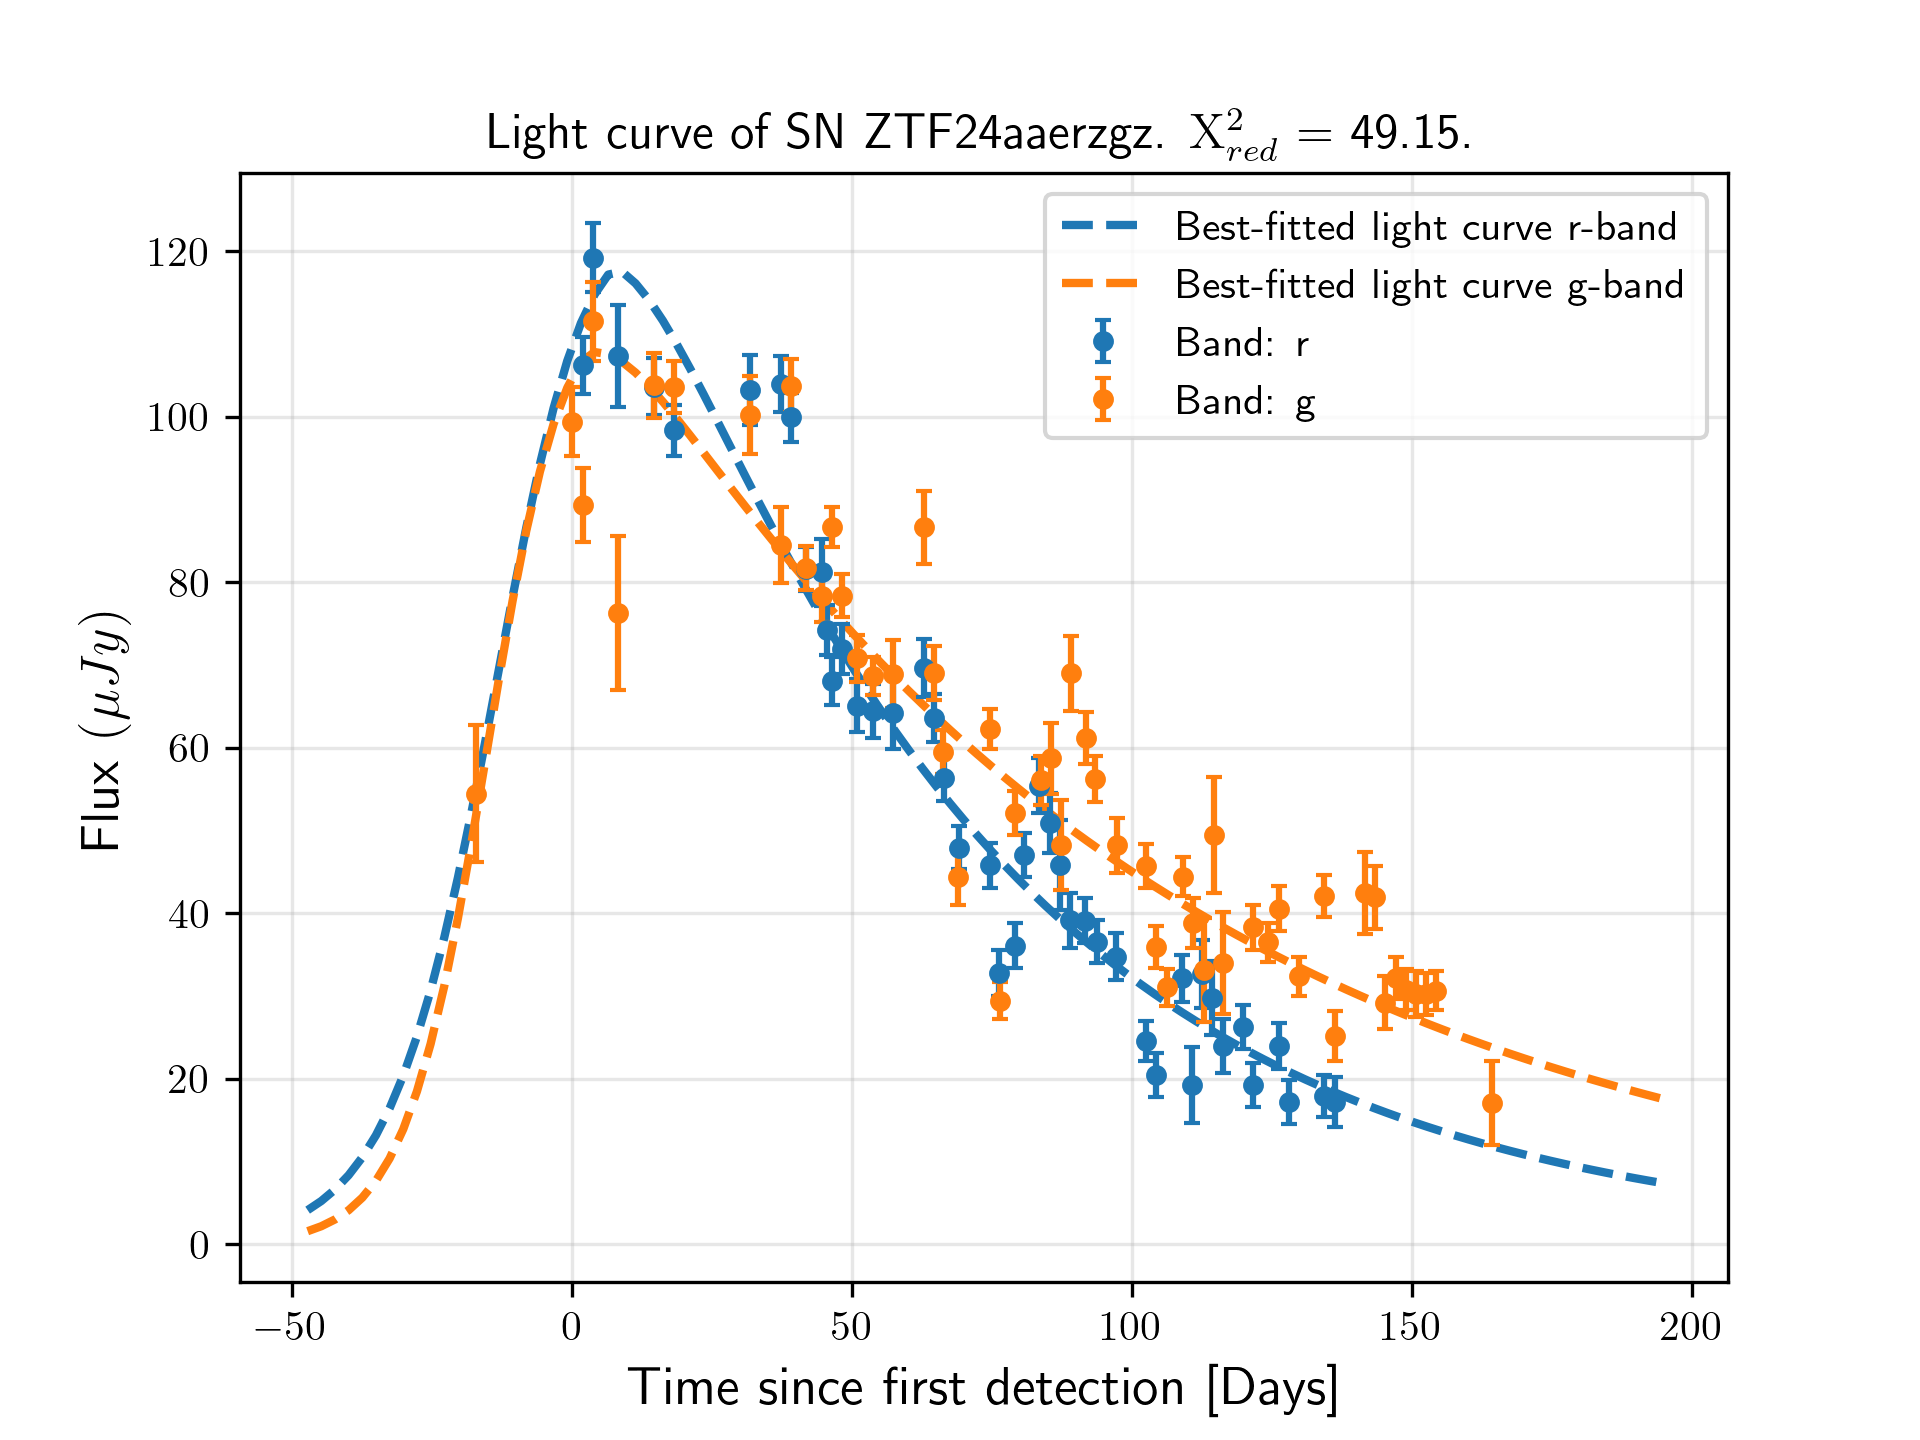 Light curve of SN ZTF24aaerzgz. X²_red = 49.15.
Best-fitted light curve r-band
Best-fitted light curve g-band
Band: r
Band: g
120
100
80
60
40
20
0
Flux (μJy)
−50 0 50 100 150 200
Time since first detection [Days]